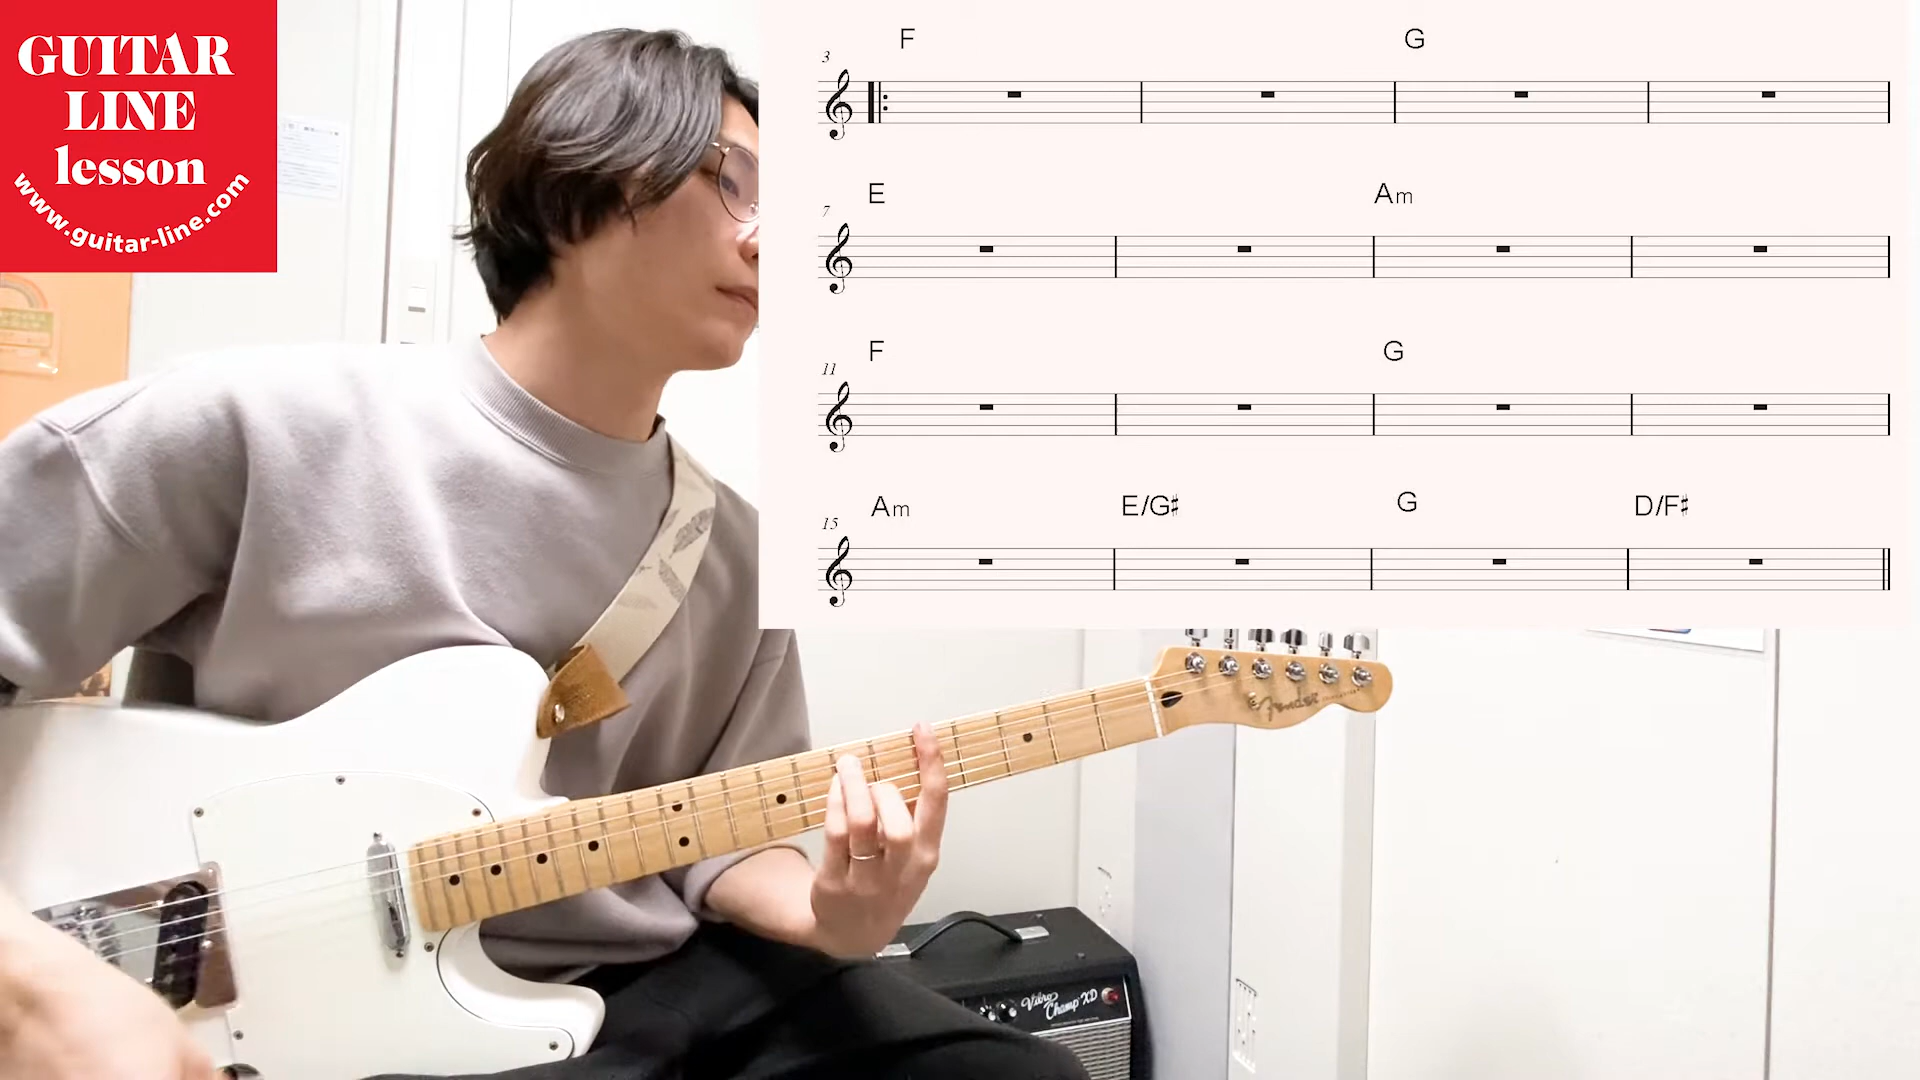 GUITAR
LINE
lesson
www.guitar-line.com
F G
3
E Am
7
F G
11
Am E/G♯ G D/F♯
15
Fender
Vibro
Champ XD